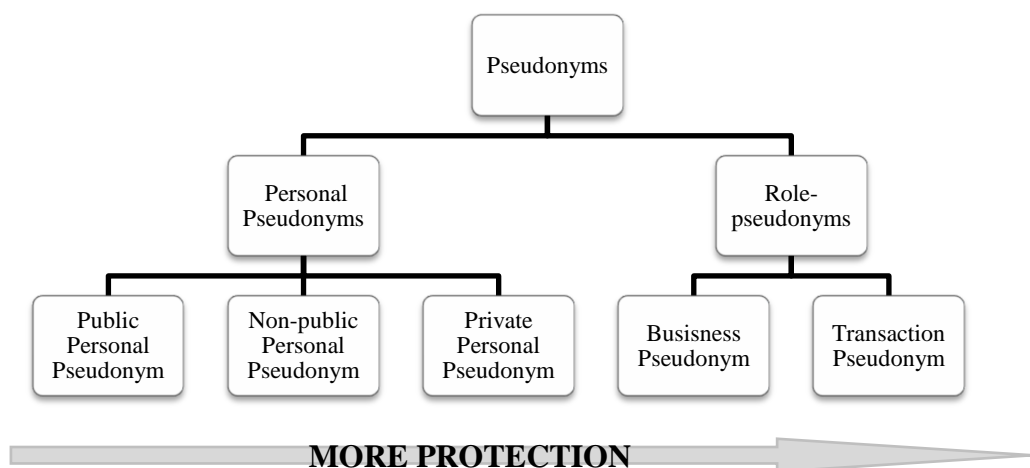 Pseudonyms
Personal
Pseudonyms
Role-
pseudonyms
Public
Personal
Pseudonym
Non-public
Personal
Pseudonym
Private
Personal
Pseudonym
Busisness
Pseudonym
Transaction
Pseudonym
MORE PROTECTION